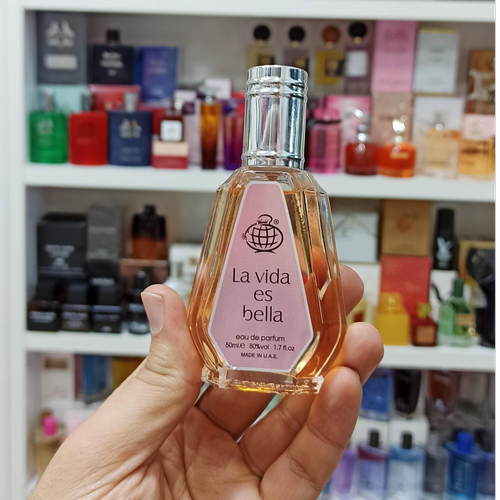 La vida
es
bella
eau de parfum
50ml℮ 80%vol 1.7 fl.oz
MADE IN U.A.E.